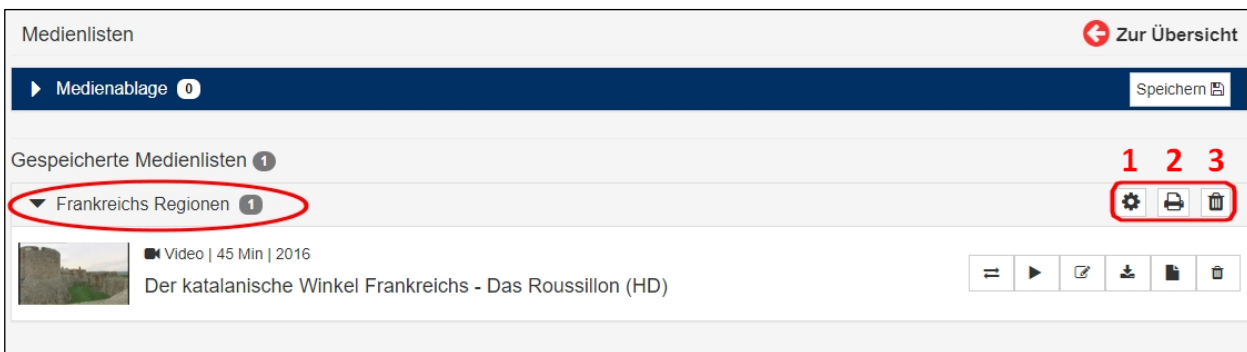 Medienlisten Zur Übersicht
Medienablage 0 Speichern
Gespeicherte Medienlisten 1
1 2 3
Frankreichs Regionen 1
Video | 45 Min | 2016
Der katalanische Winkel Frankreichs - Das Roussillon (HD)